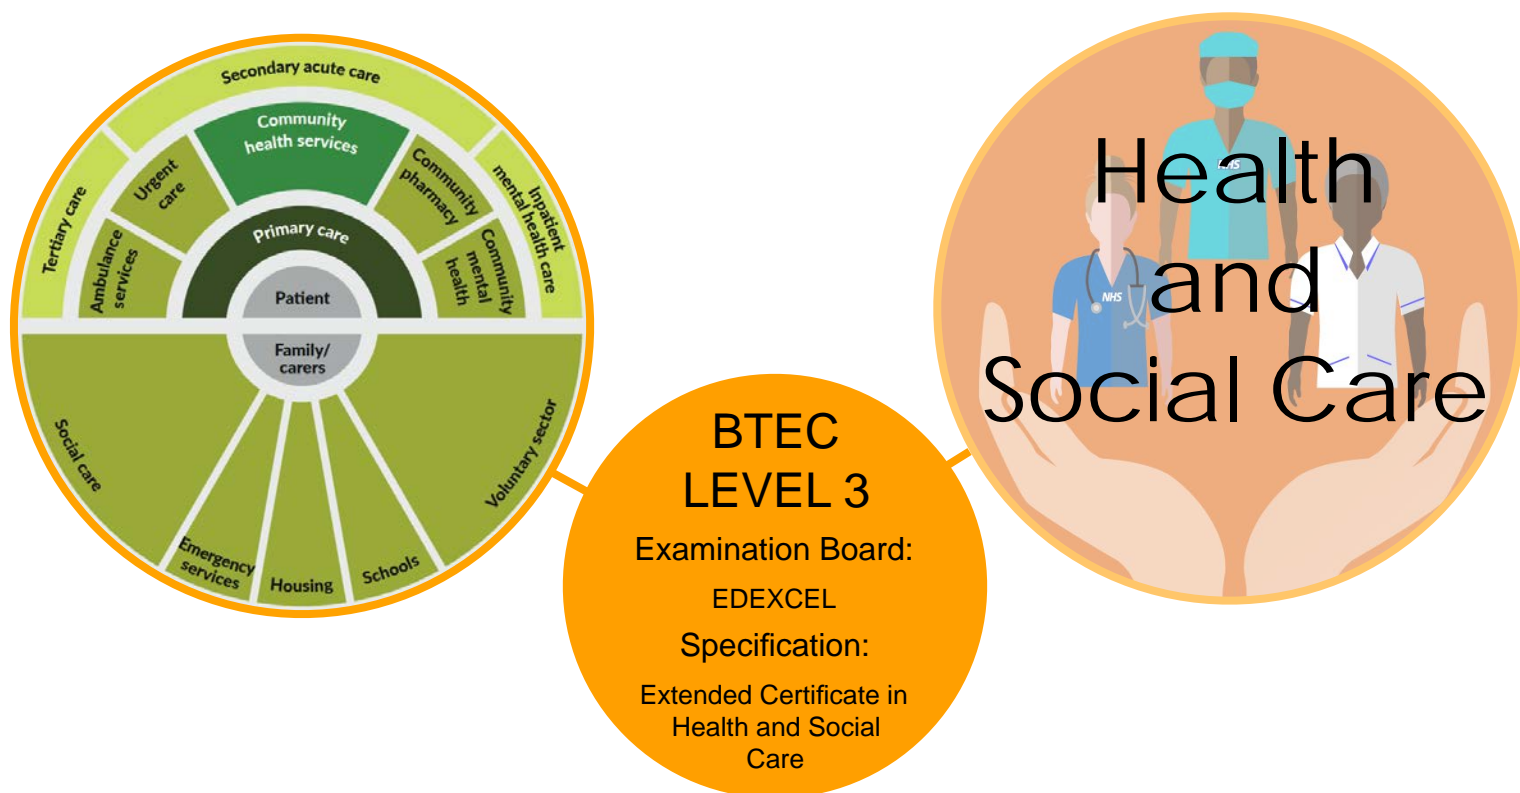 Secondary acute care
Community
health services
Urgent
care
Community
pharmacy
Tertiary care
Inpatient
mental health care
Ambulance
services
Primary care
Community
mental
health
Patient
Family/
carers
Social care
Voluntary sector
Emergency
services
Housing
Schools
BTEC
LEVEL 3
Examination Board:
EDEXCEL
Specification:
Extended Certificate in
Health and Social
Care
Health
and
Social Care
NHS
NHS